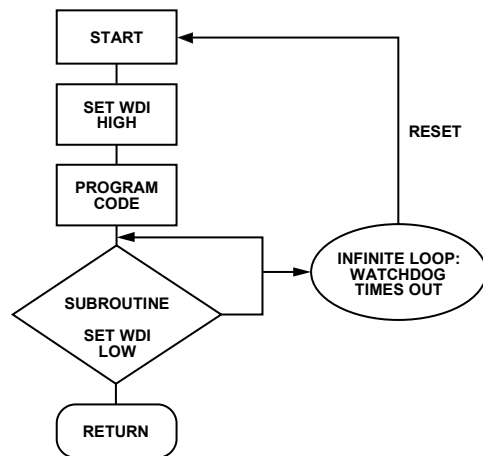 START
SET WDI
HIGH
RESET
PROGRAM
CODE
INFINITE LOOP:
WATCHDOG
TIMES OUT
SUBROUTINE
SET WDI
LOW
RETURN